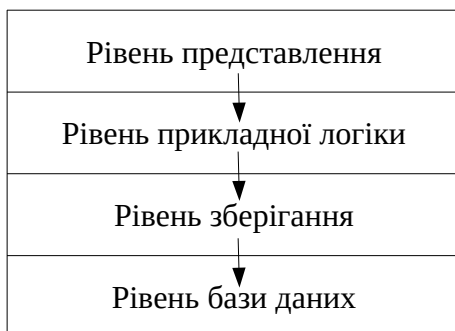 Рівень представлення
Рівень прикладної логіки
Рівень зберігання
Рівень бази даних